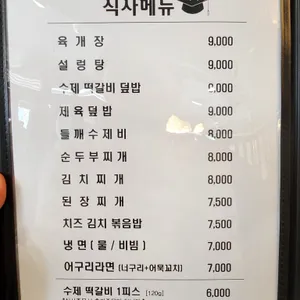 식사메뉴
육개장 9,000
설렁탕 9,000
수제 떡갈비 덮밥 9,000
제육덮밥 8,000
들깨수제비 8,000
순두부찌개 8,000
김치찌개 8,000
된장찌개 7,500
치즈 김치 볶음밥 7,500
냉면 ( 물 / 비빔 ) 7,000
어구리라면 (너구리+어묵꼬치) 7,000
수제 떡갈비 1피스 [120g] 6,000